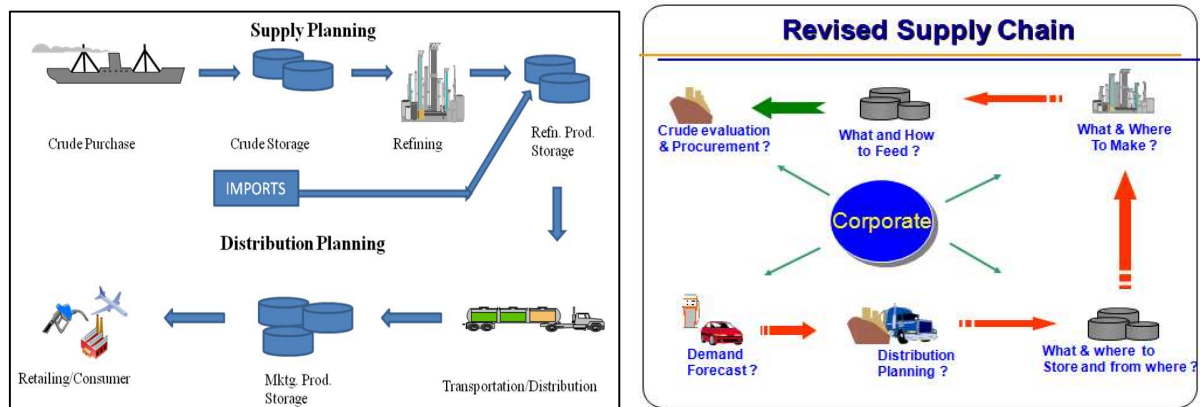 Supply Planning
Crude Purchase
Crude Storage
Refining
Refn. Prod.
Storage
IMPORTS
Distribution Planning
Retailing/Consumer
Mktg. Prod.
Storage
Transportation/Distribution
Revised Supply Chain
Crude evaluation
& Procurement ?
What and How
to Feed ?
What & Where
To Make ?
Corporate
Demand
Forecast ?
Distribution
Planning ?
What & where to
Store and from where ?